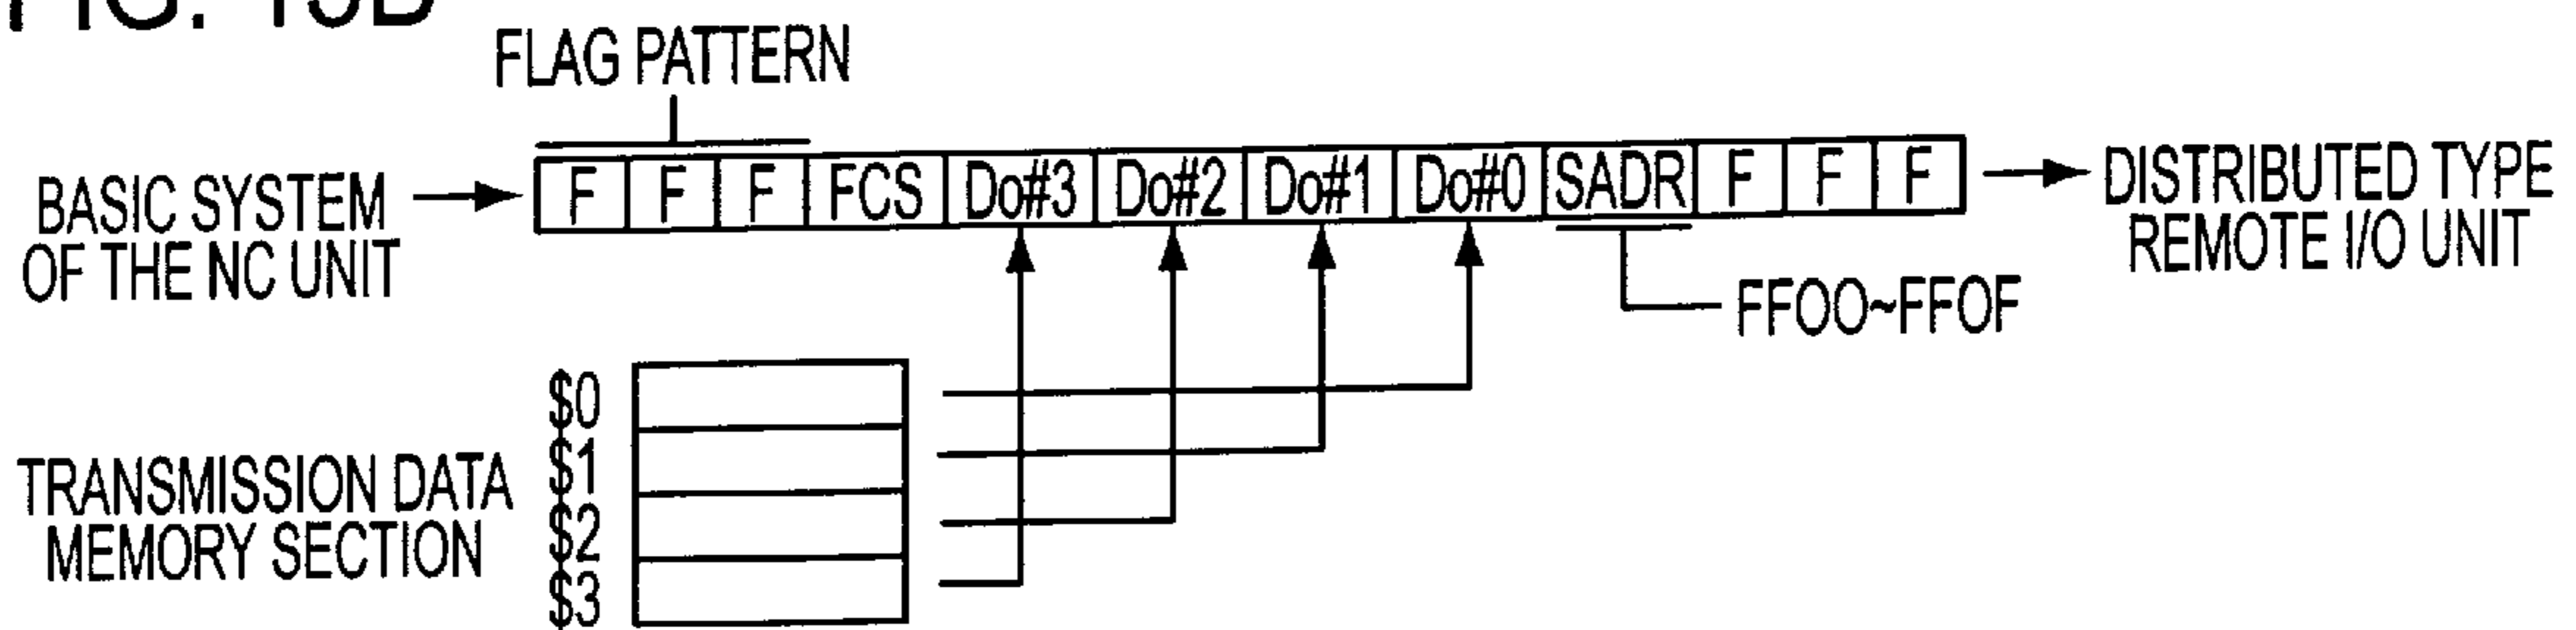 FLAG PATTERN
BASIC SYSTEM
OF THE NC UNIT
F F F FCS Do#3 Do#2 Do#1 Do#0 SADR F F F
DISTRIBUTED TYPE
REMOTE I/O UNIT
FFOO~FFOF
TRANSMISSION DATA
MEMORY SECTION
$0
$1
$2
$3